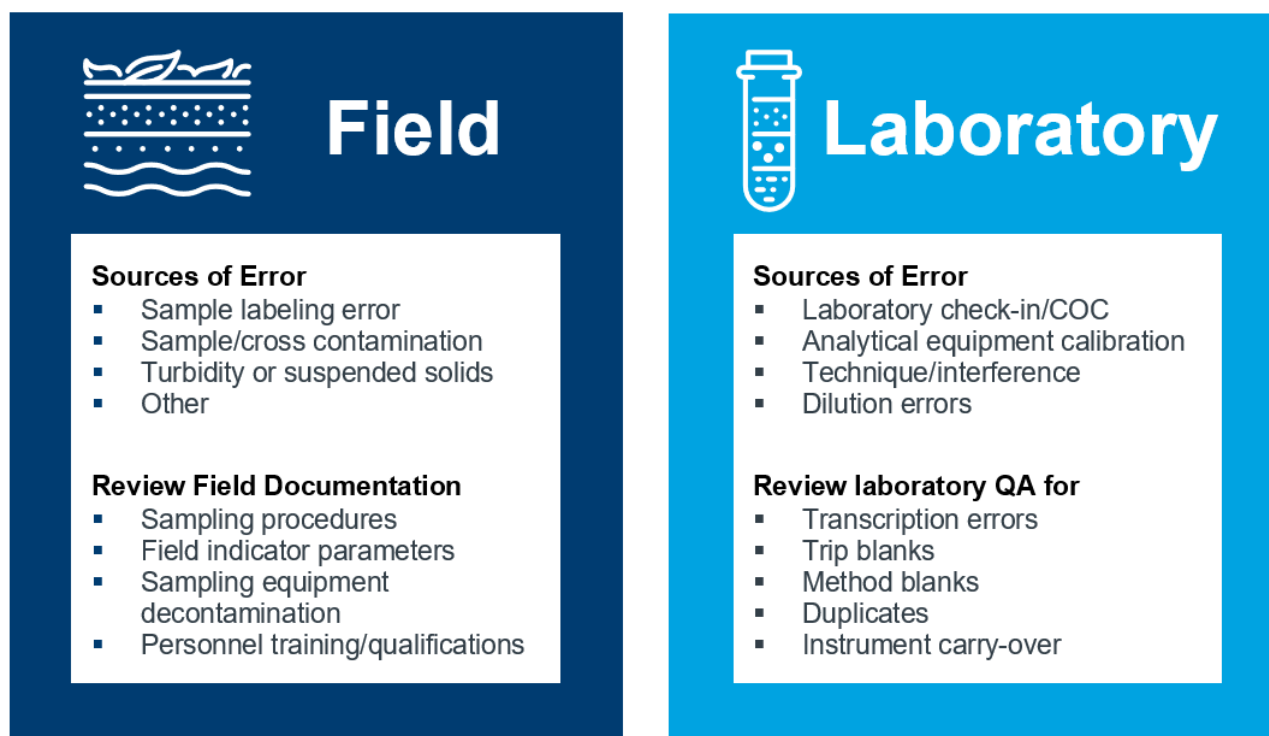 Field
Sources of Error
▪ Sample labeling error
▪ Sample/cross contamination
▪ Turbidity or suspended solids
▪ Other
Review Field Documentation
▪ Sampling procedures
▪ Field indicator parameters
▪ Sampling equipment
decontamination
▪ Personnel training/qualifications
Laboratory
Sources of Error
▪ Laboratory check-in/COC
▪ Analytical equipment calibration
▪ Technique/interference
▪ Dilution errors
Review laboratory QA for
▪ Transcription errors
▪ Trip blanks
▪ Method blanks
▪ Duplicates
▪ Instrument carry-over